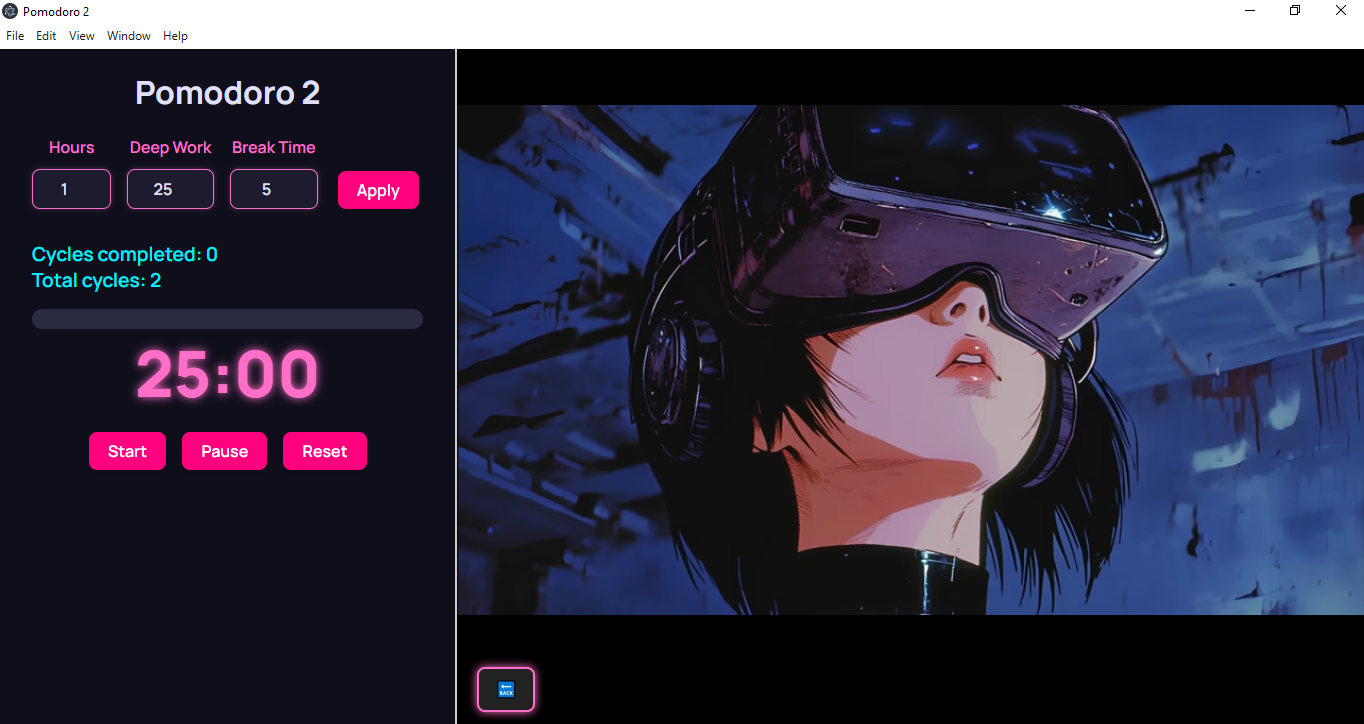 Pomodoro 2
File Edit View Window Help
Pomodoro 2
Hours Deep Work Break Time
1 25 5 Apply
Cycles completed: 0
Total cycles: 2
25:00
Start Pause Reset
BACK